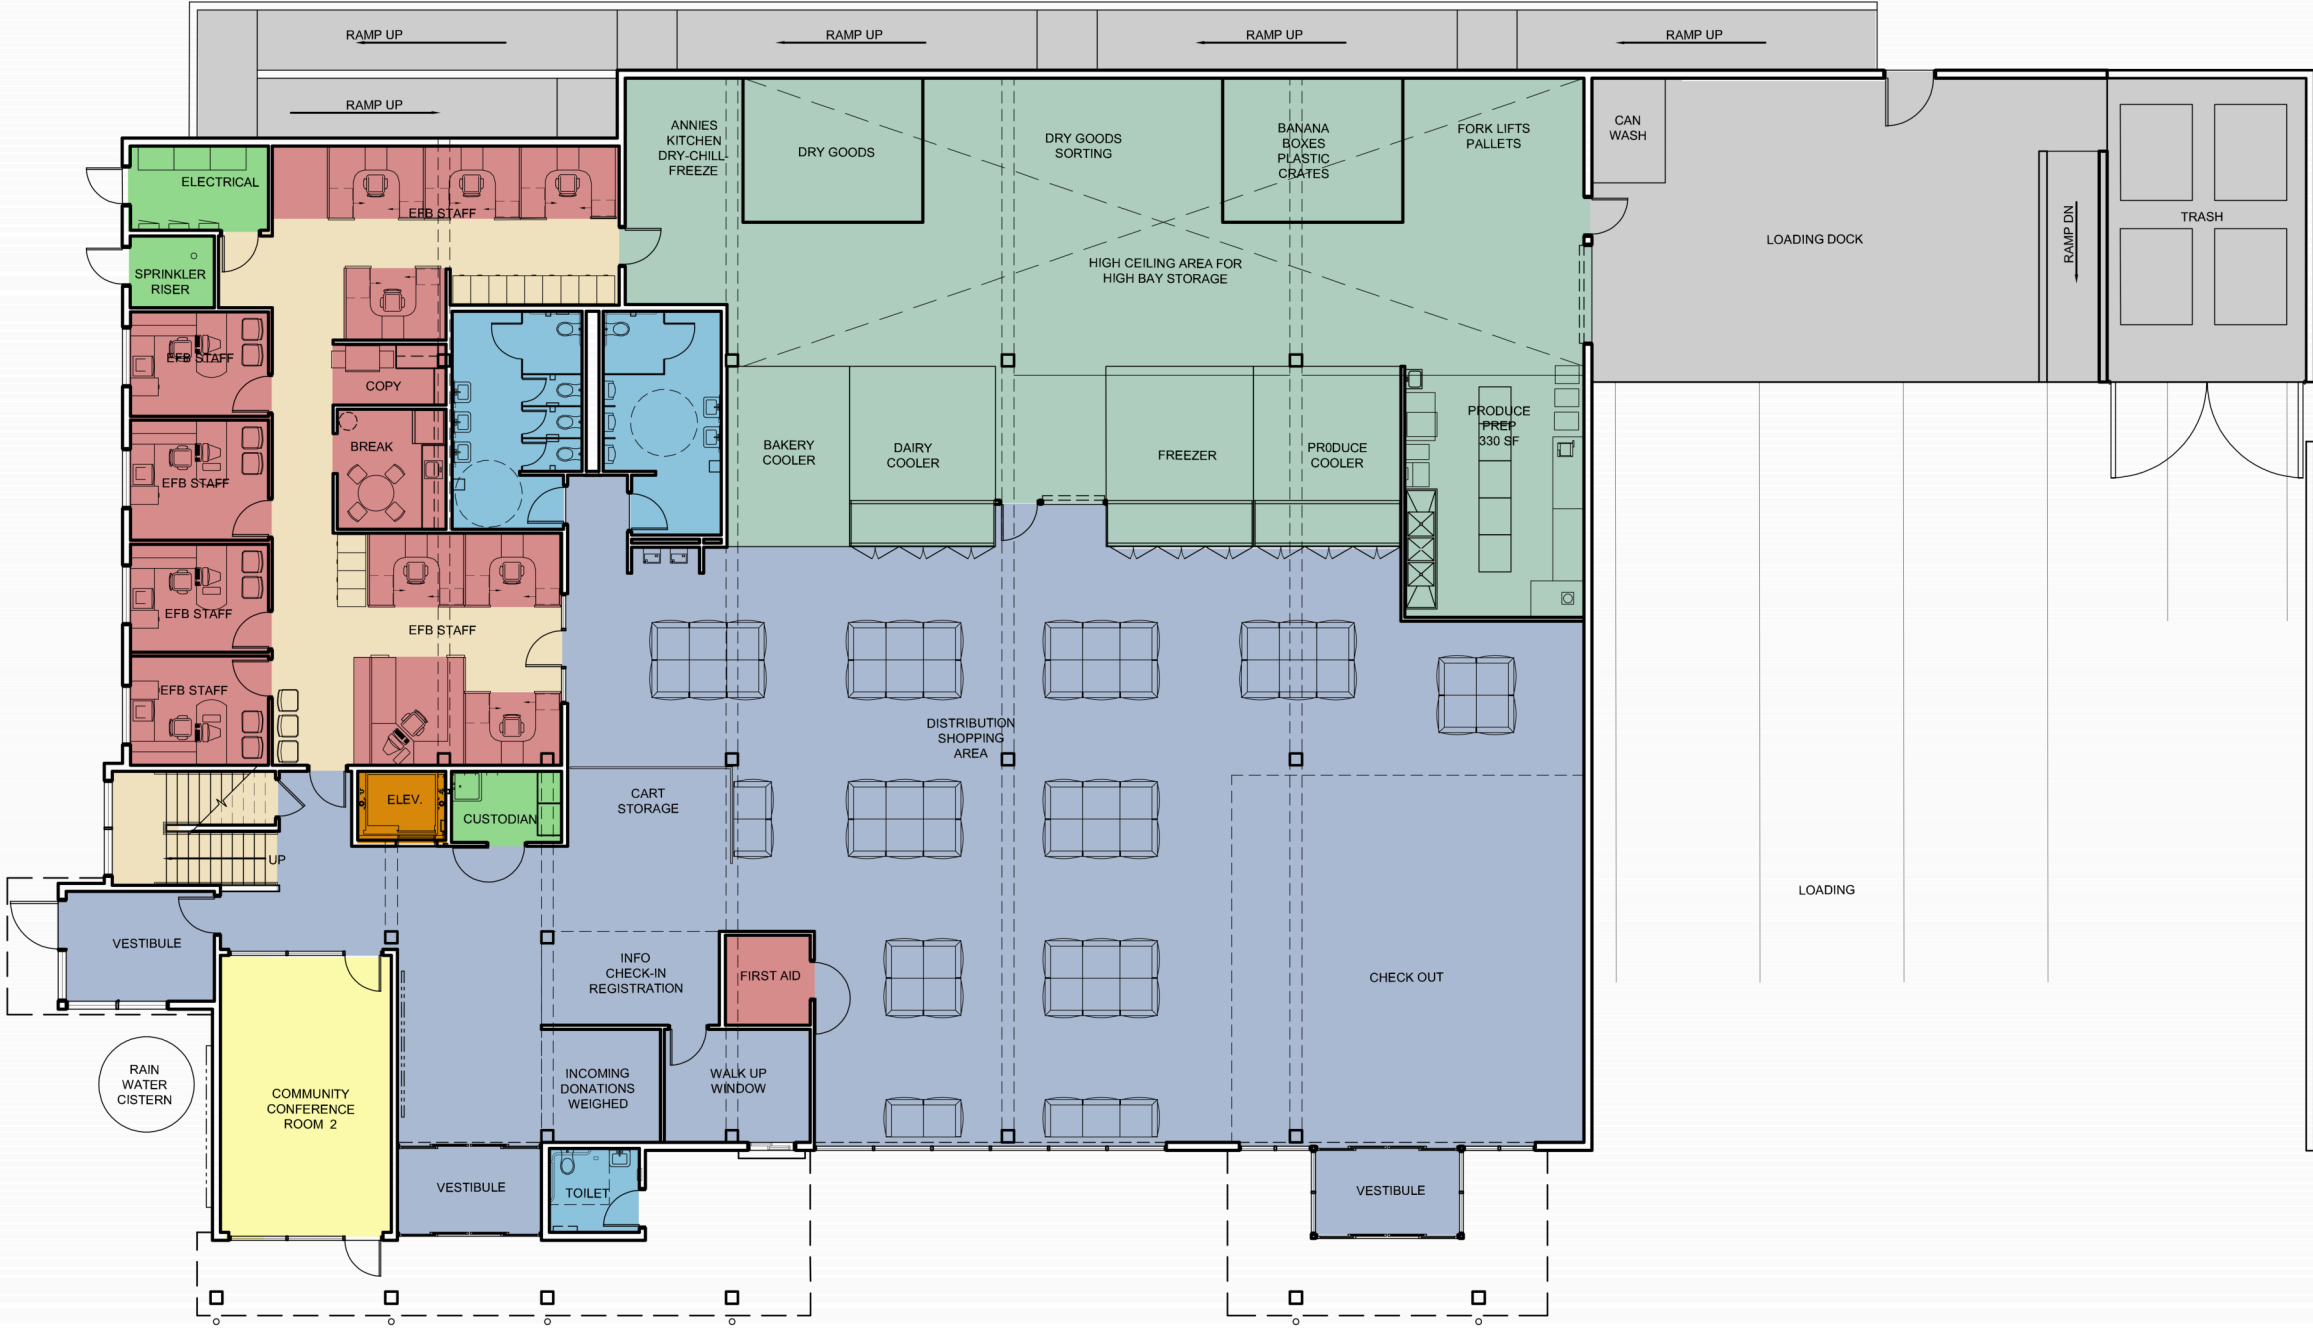 RAMP UP
RAMP UP
RAMP UP
RAMP UP
RAMP UP
ANNIES
KITCHEN
DRY-CHILL-
FREEZE
DRY GOODS
DRY GOODS
SORTING
BANANA
BOXES
PLASTIC
CRATES
FORK LIFTS
PALLETS
CAN
WASH
LOADING DOCK
RAMP DN
TRASH
ELECTRICAL
EFB STAFF
SPRINKLER
RISER
HIGH CEILING AREA FOR
HIGH BAY STORAGE
EFB STAFF
COPY
BREAK
EFB STAFF
BAKERY
COOLER
DAIRY
COOLER
FREEZER
PR0DUCE
COOLER
PRODUCE
PREP
330 SF
EFB STAFF
EFB STAFF
EFB STAFF
DISTRIBUTION
SHOPPING
AREA
ELEV.
CUSTODIAN
CART
STORAGE
UP
LOADING
VESTIBULE
INFO
CHECK-IN
REGISTRATION
FIRST AID
CHECK OUT
RAIN
WATER
CISTERN
COMMUNITY
CONFERENCE
ROOM 2
INCOMING
DONATIONS
WEIGHED
WALK UP
WINDOW
VESTIBULE
TOILET
VESTIBULE